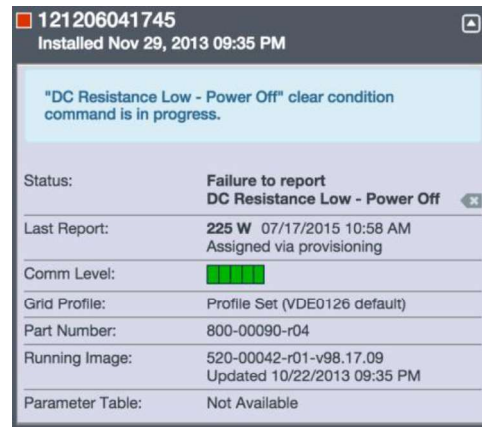 121206041745
Installed Nov 29, 2013 09:35 PM
"DC Resistance Low - Power Off" clear condition
command is in progress.
Status: Failure to report
DC Resistance Low - Power Off
Last Report: 225 W 07/17/2015 10:58 AM
Assigned via provisioning
Comm Level:
Grid Profile: Profile Set (VDE0126 default)
Part Number: 800-00090-r04
Running Image: 520-00042-r01-v98.17.09
Updated 10/22/2013 09:35 PM
Parameter Table: Not Available